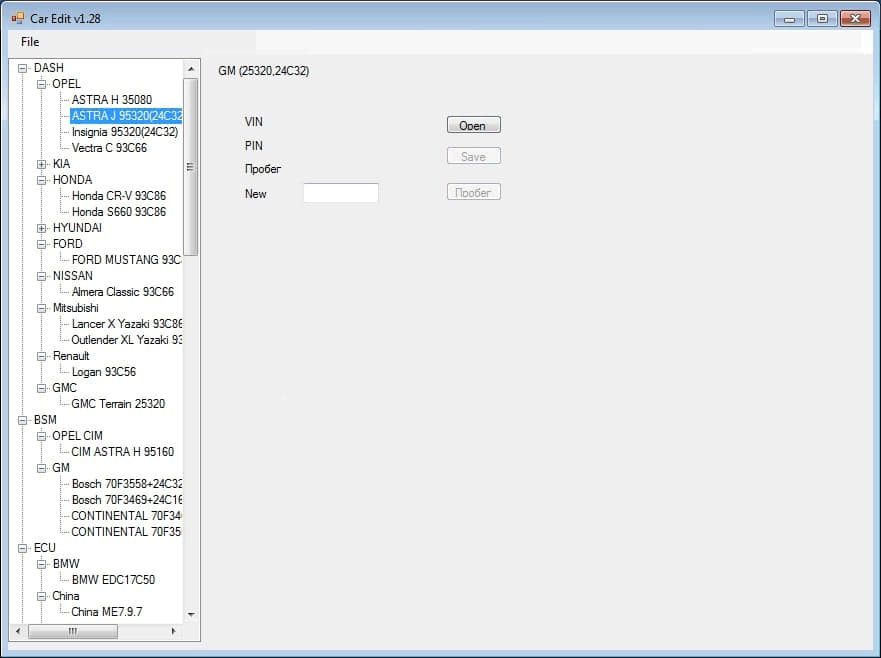 Car Edit v1.28
File
DASH
OPEL
ASTRA H 35080
ASTRA J 95320(24C32
Insignia 95320(24C32)
Vectra C 93C66
KIA
HONDA
Honda CR-V 93C86
Honda S660 93C86
HYUNDAI
FORD
FORD MUSTANG 93C
NISSAN
Almera Classic 93C66
Mitsubishi
Lancer X Yazaki 93C86
Outlender XL Yazaki 93
Renault
Logan 93C56
GMC
GMC Terrain 25320
BSM
OPEL CIM
CIM ASTRA H 95160
GM
Bosch 70F3558+24C32
Bosch 70F3469+24C16
CONTINENTAL 70F34
CONTINENTAL 70F35
ECU
BMW
BMW EDC17C50
China
China ME7.9.7
GM (25320,24C32)
VIN
Open
PIN
Save
Пробег
New
Пробег